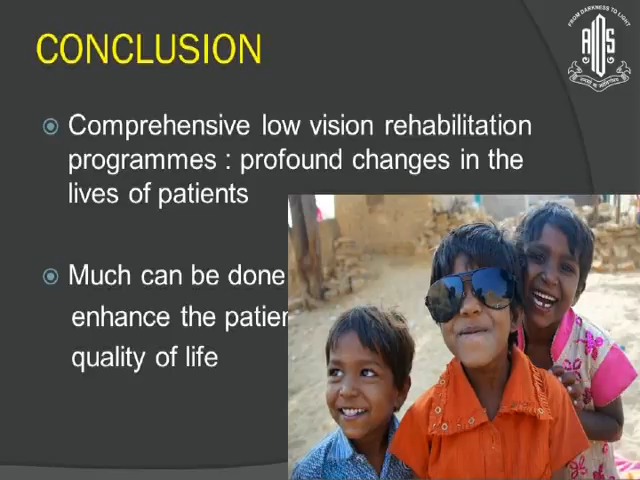 FROM DARKNESS TO LIGHT
AIOS
CONCLUSION
Comprehensive low vision rehabilitation
programmes : profound changes in the
lives of patients
Much can be done
enhance the patien
quality of life